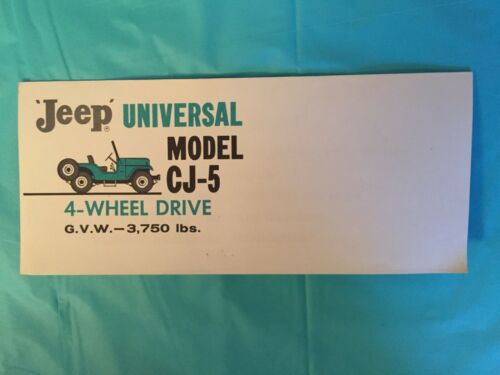 'Jeep'® UNIVERSAL
MODEL
CJ-5
4-WHEEL DRIVE
G.V.W.—3,750 lbs.